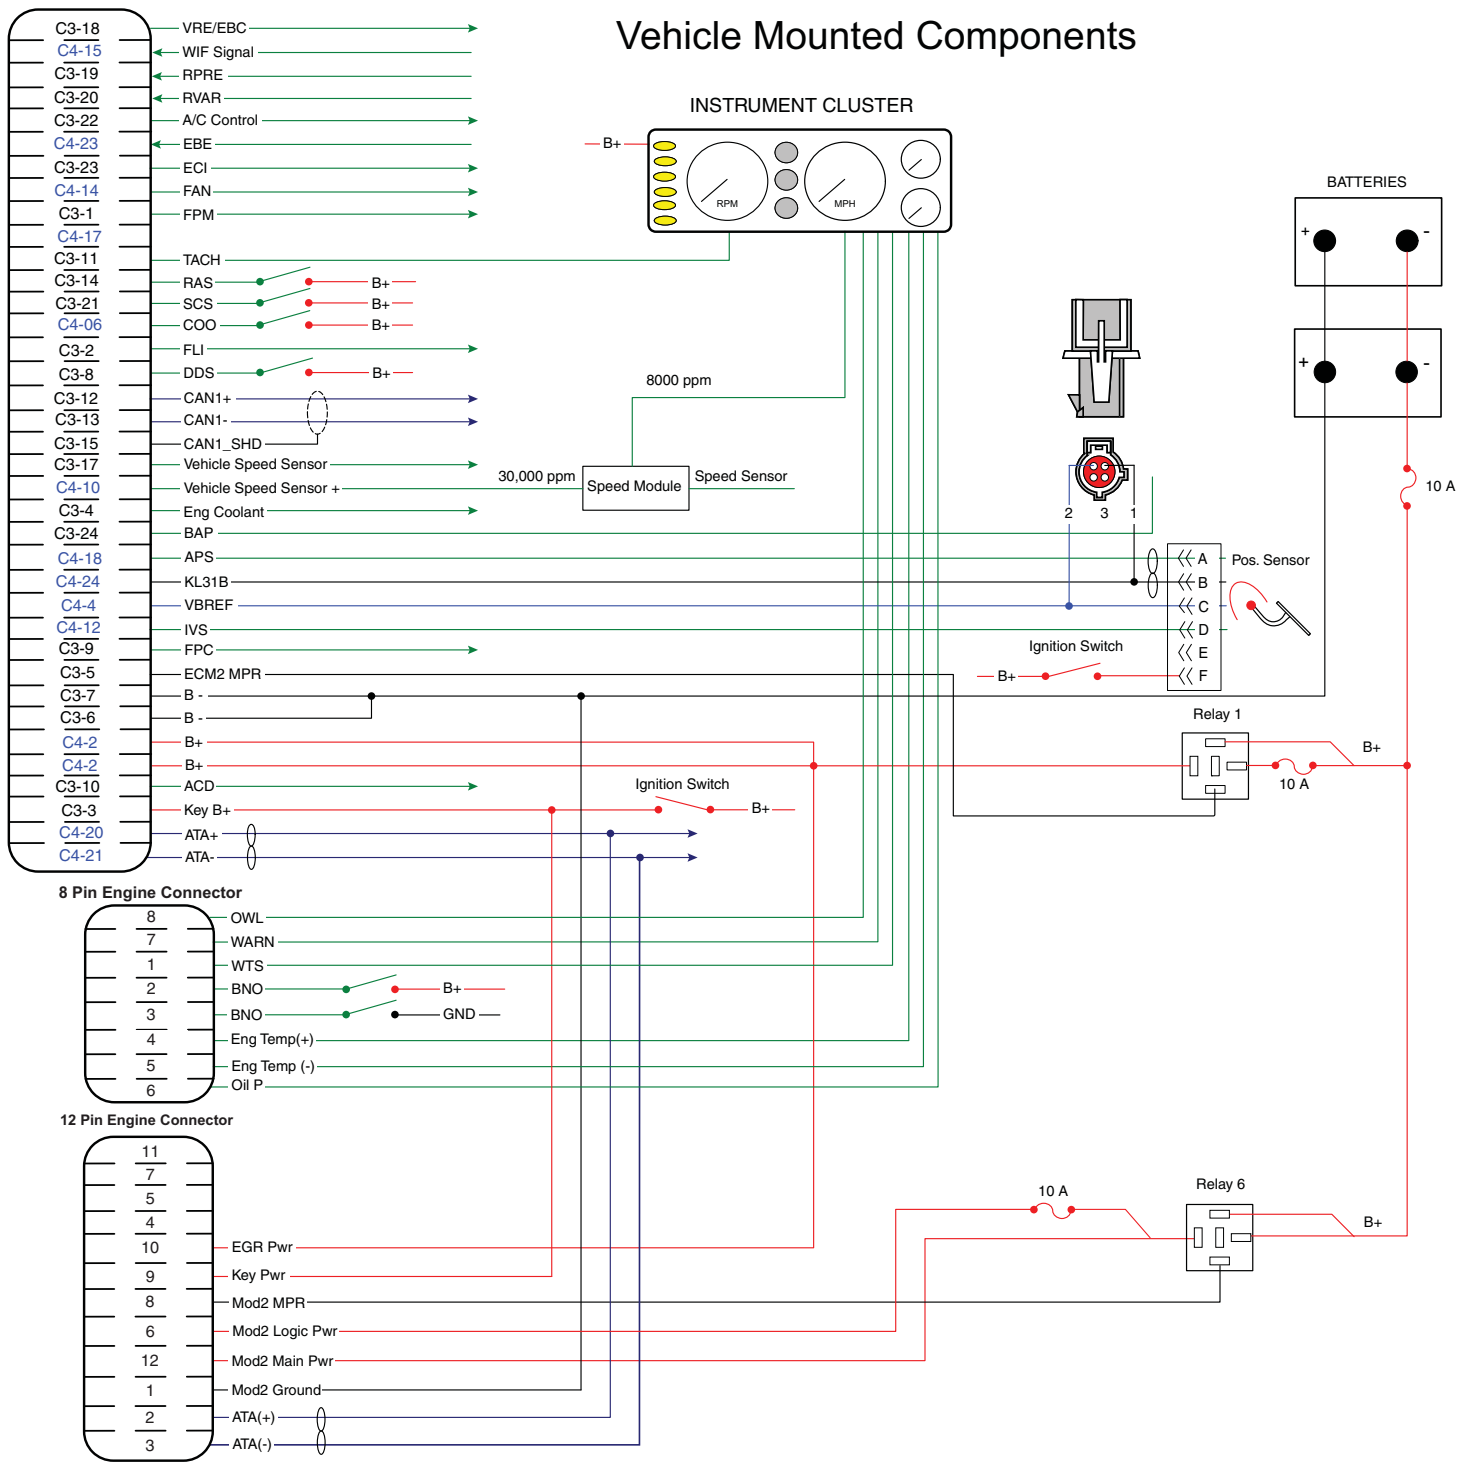 Vehicle Mounted Components
C3-18 VRE/EBC
C4-15 WIF Signal
C3-19 RPRE
C3-20 RVAR
C3-22 A/C Control
C4-23 EBE
C3-23 ECI
C4-14 FAN
C3-1 FPM
C4-17
C3-11 TACH
C3-14 RAS B+
C3-21 SCS B+
C4-06 COO B+
C3-2 FLI
C3-8 DDS B+
C3-12 CAN1+
C3-13 CAN1-
C3-15 CAN1_SHD
C3-17 Vehicle Speed Sensor
C4-10 Vehicle Speed Sensor +
C3-4 Eng Coolant
C3-24 BAP
C4-18 APS
C4-24 KL31B
C4-4 VBREF
C4-12 IVS
C3-9 FPC
C3-5 ECM2 MPR
C3-7 B -
C3-6 B -
C4-2 B+
C4-2 B+
C3-10 ACD
C3-3 Key B+
C4-20 ATA+
C4-21 ATA-
INSTRUMENT CLUSTER
B+
RPM
MPH
8000 ppm
30,000 ppm
Speed Module
Speed Sensor
BATTERIES
+ -
+ -
10 A
2 3 1
A Pos. Sensor
B
C
D
E
F
Ignition Switch
B+
Relay 1
B+
10 A
Ignition Switch
B+
8 Pin Engine Connector
8 OWL
7 WARN
1 WTS
2 BNO B+
3 BNO GND
4 Eng Temp(+)
5 Eng Temp (-)
6 Oil P
12 Pin Engine Connector
11
7
5
4
10 EGR Pwr
9 Key Pwr
8 Mod2 MPR
6 Mod2 Logic Pwr
12 Mod2 Main Pwr
1 Mod2 Ground
2 ATA(+)
3 ATA(-)
10 A
Relay 6
B+